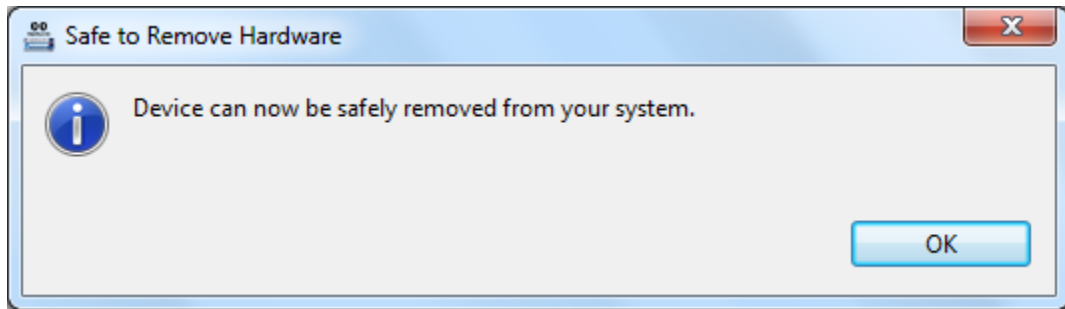 Safe to Remove Hardware
Device can now be safely removed from your system.
OK